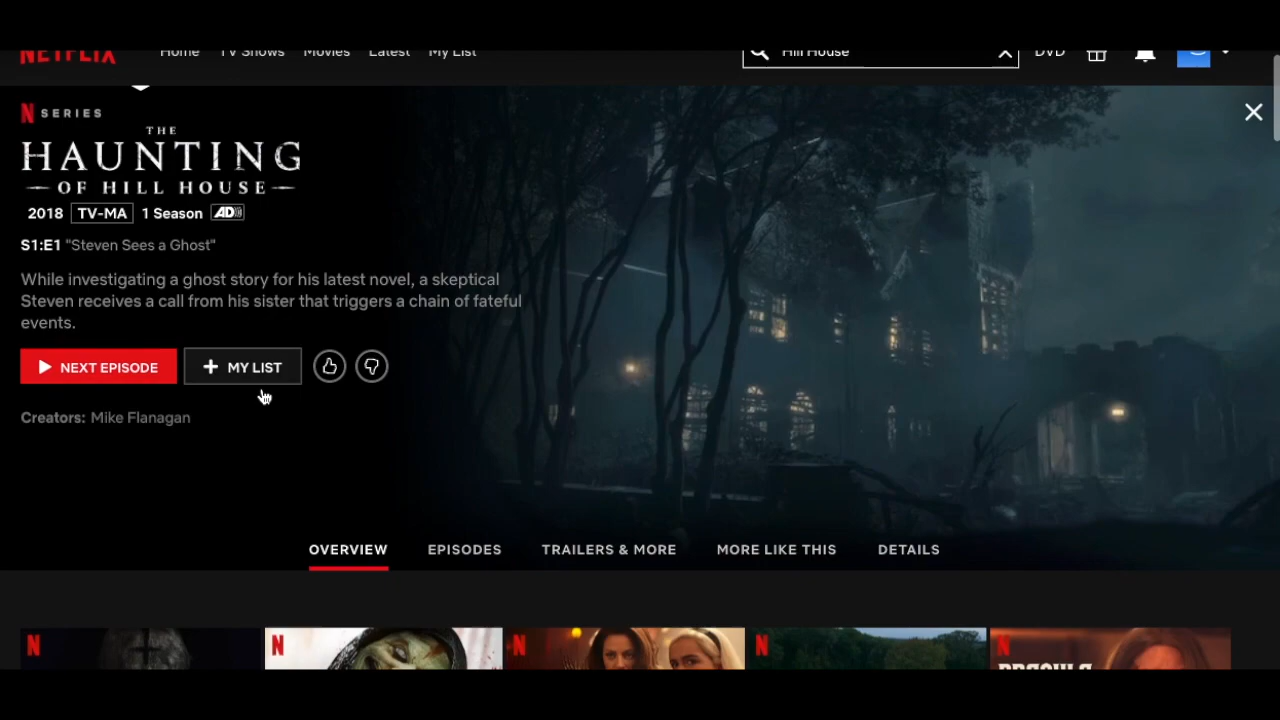 NETFLIX Home TV Shows Movies Latest My List Hill House DVD
N SERIES
THE
HAUNTING
OF HILL HOUSE
2018 TV-MA 1 Season AD
S1:E1 "Steven Sees a Ghost"
While investigating a ghost story for his latest novel, a skeptical
Steven receives a call from his sister that triggers a chain of fateful
events.
NEXT EPISODE + MY LIST
Creators: Mike Flanagan
OVERVIEW EPISODES TRAILERS & MORE MORE LIKE THIS DETAILS
N N N N N
DRACULA